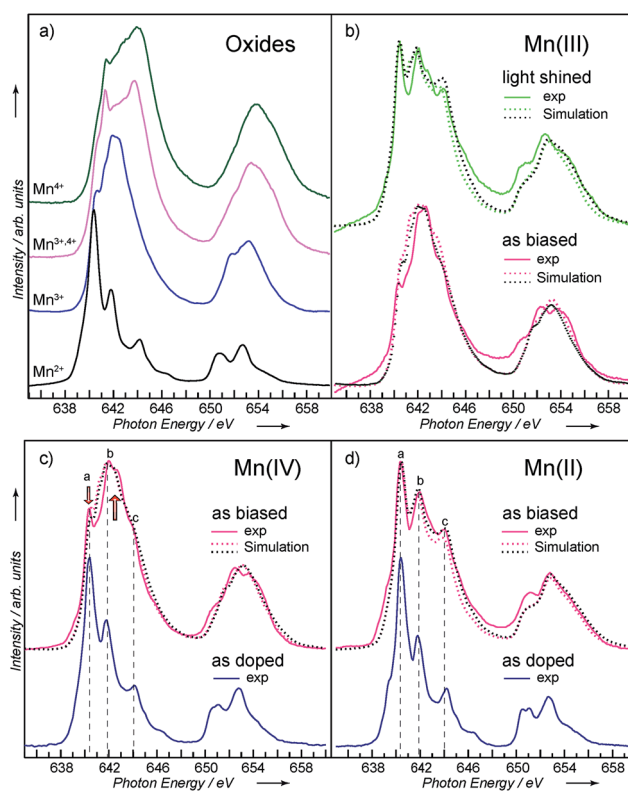 a) Oxides
Mn4+
Mn3+,4+
Mn3+
Mn2+
Intensity / arb. units
638 642 646 650 654 658
Photon Energy / eV
b) Mn(III)
light shined
exp
Simulation
as biased
exp
Simulation
638 642 646 650 654 658
Photon Energy / eV
c) Mn(IV)
a
b
c
as biased
exp
Simulation
as doped
exp
Intensity / arb. units
638 642 646 650 654 658
Photon Energy / eV
d) Mn(II)
a
b
c
as biased
exp
Simulation
as doped
exp
638 642 646 650 654 658
Photon Energy / eV